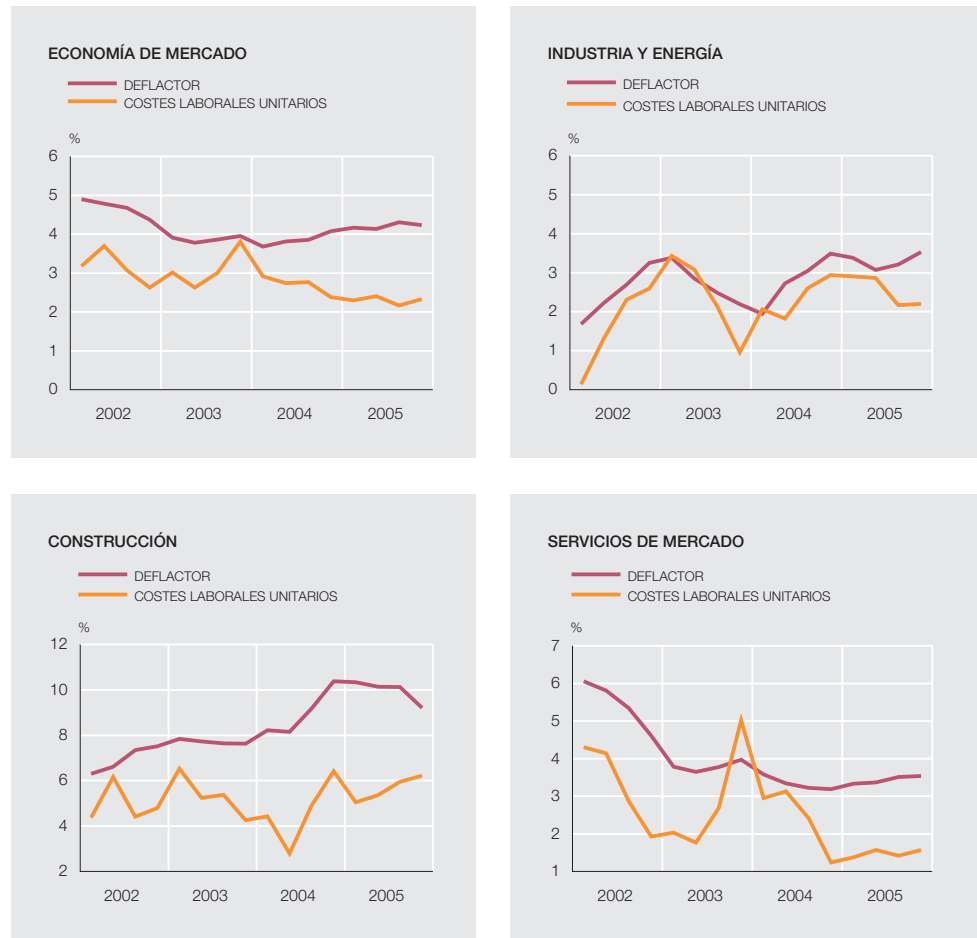 ECONOMÍA DE MERCADO
DEFLACTOR
COSTES LABORALES UNITARIOS
%
6
5
4
3
2
1
0
2002 2003 2004 2005
INDUSTRIA Y ENERGÍA
DEFLACTOR
COSTES LABORALES UNITARIOS
%
6
5
4
3
2
1
0
2002 2003 2004 2005
CONSTRUCCIÓN
DEFLACTOR
COSTES LABORALES UNITARIOS
%
12
10
8
6
4
2
2002 2003 2004 2005
SERVICIOS DE MERCADO
DEFLACTOR
COSTES LABORALES UNITARIOS
%
7
6
5
4
3
2
1
2002 2003 2004 2005